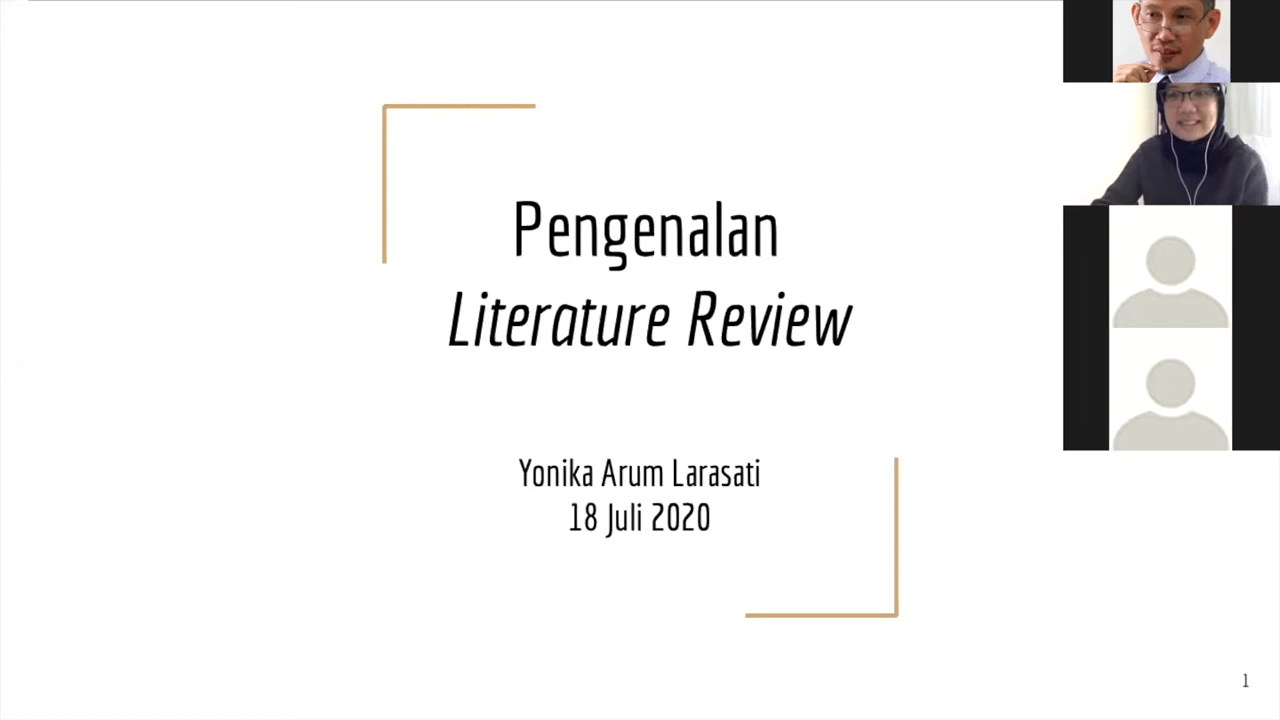 Pengenalan
Literature Review
Yonika Arum Larasati
18 Juli 2020
1